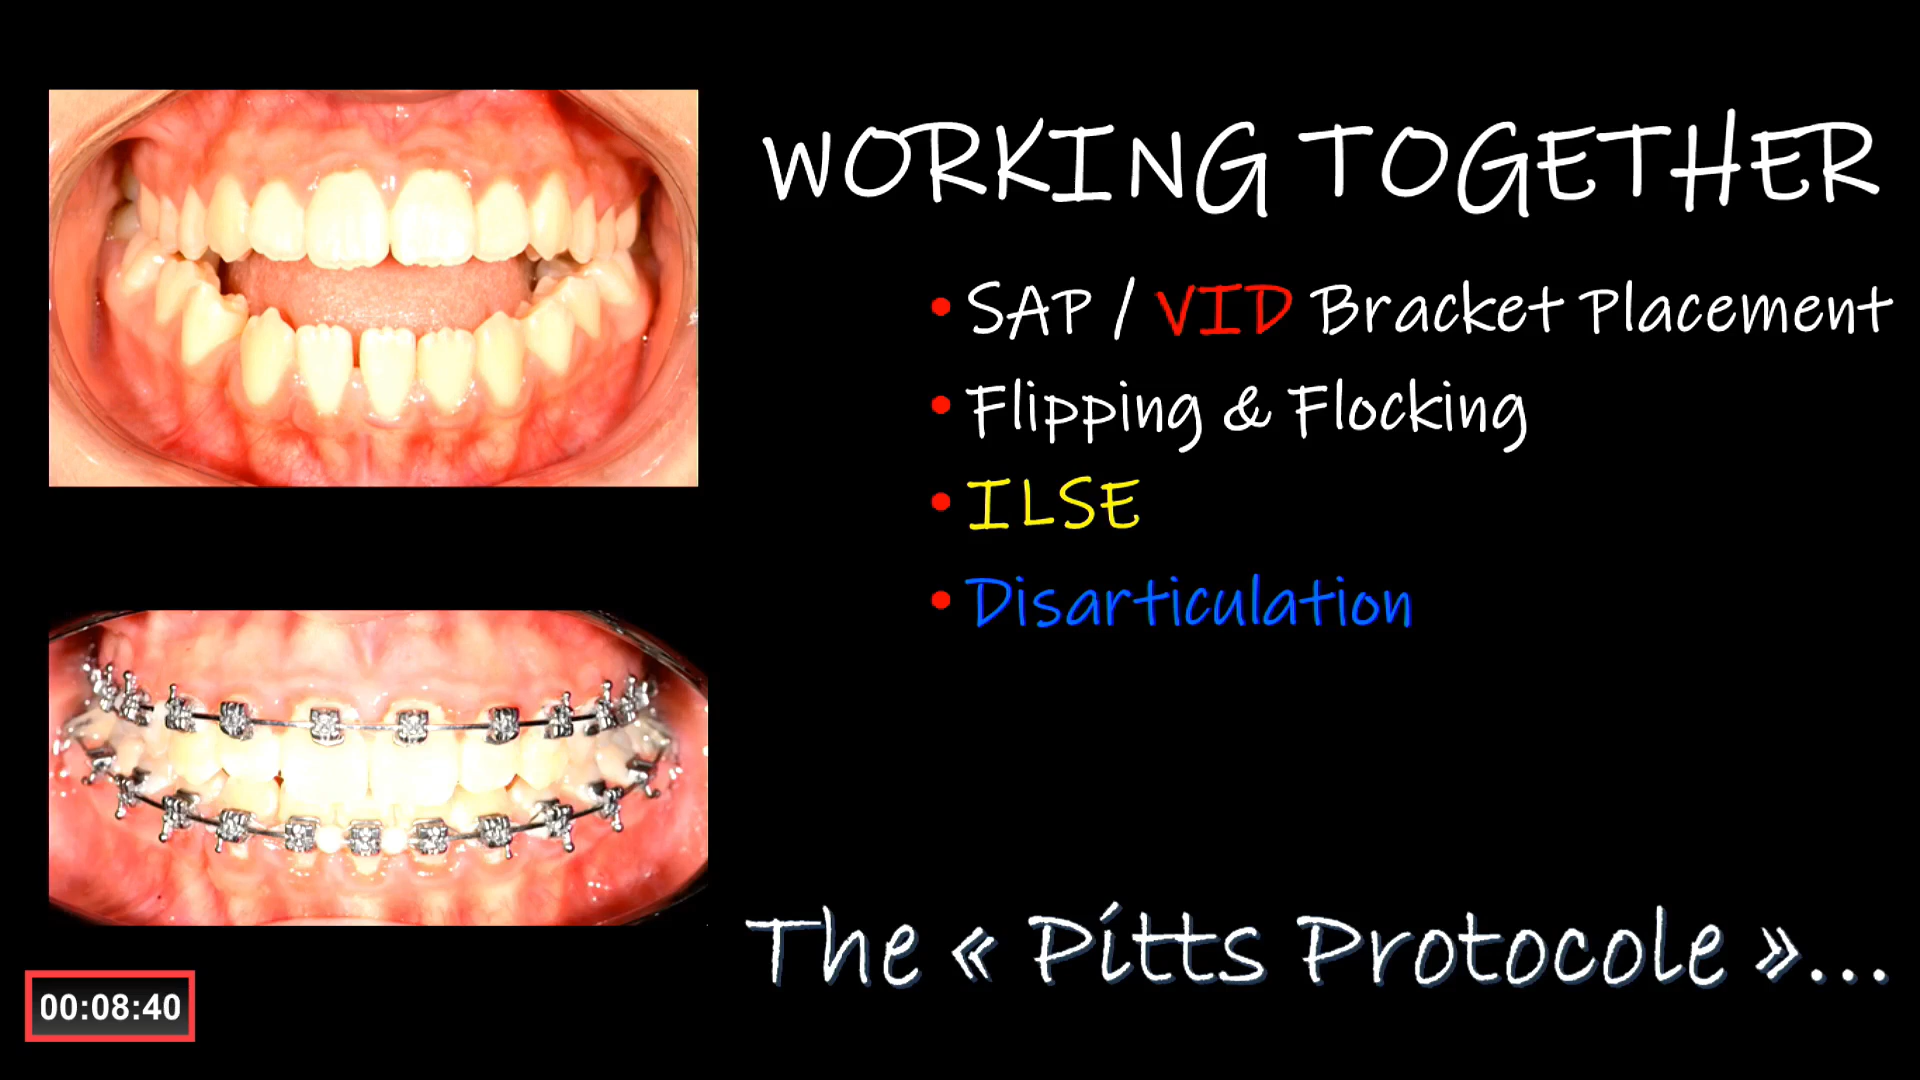 WORKING TOGETHER
• SAP / VID Bracket Placement
• Flipping & Flocking
• ILSE
• Disarticulation
The « Pitts Protocole »...
00:08:40